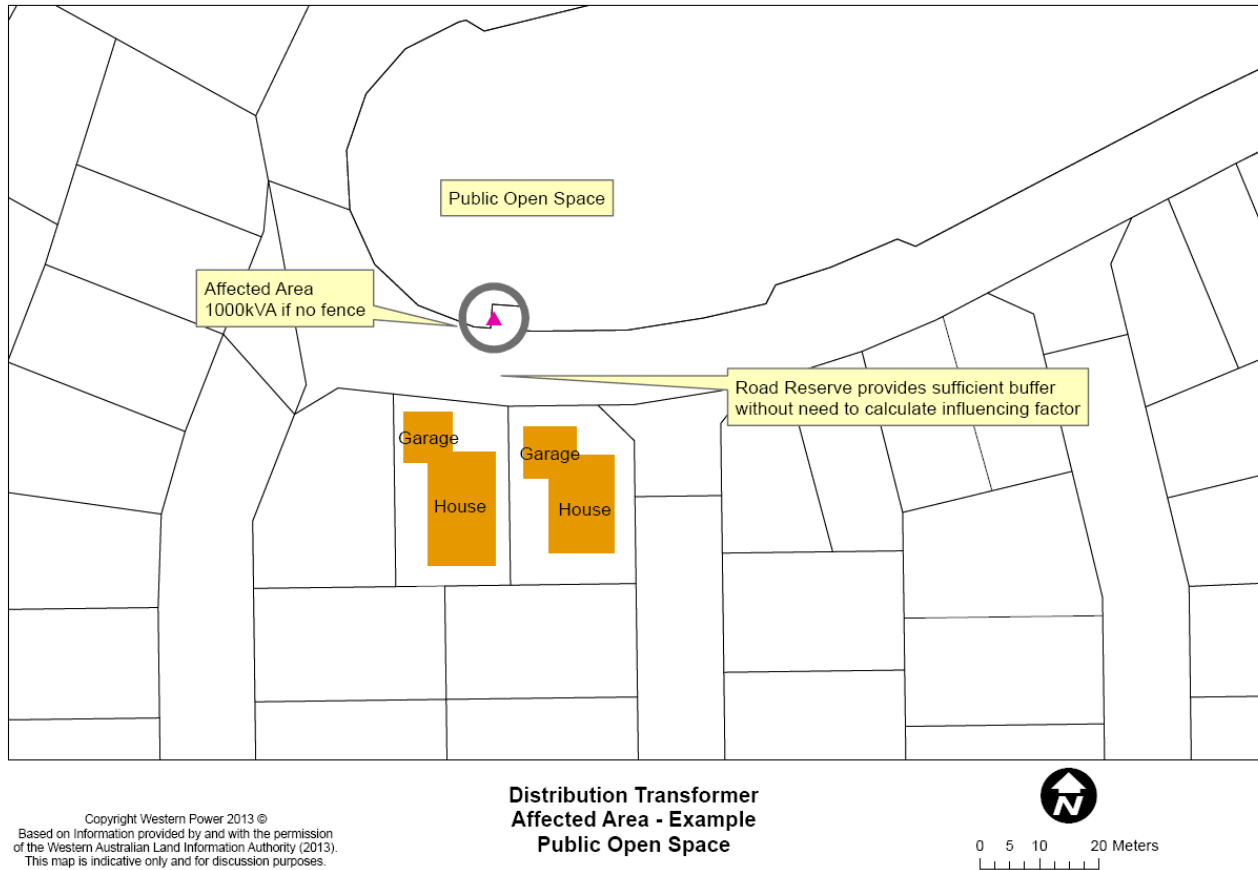 Public Open Space
Affected Area
1000kVA if no fence
Road Reserve provides sufficient buffer
without need to calculate influencing factor
Garage
Garage
House
House
Distribution Transformer
Affected Area - Example
Public Open Space
Copyright Western Power 2013 ©
Based on Information provided by and with the permission
of the Western Australian Land Information Authority (2013).
This map is indicative only and for discussion purposes.
N
0 5 10 20 Meters